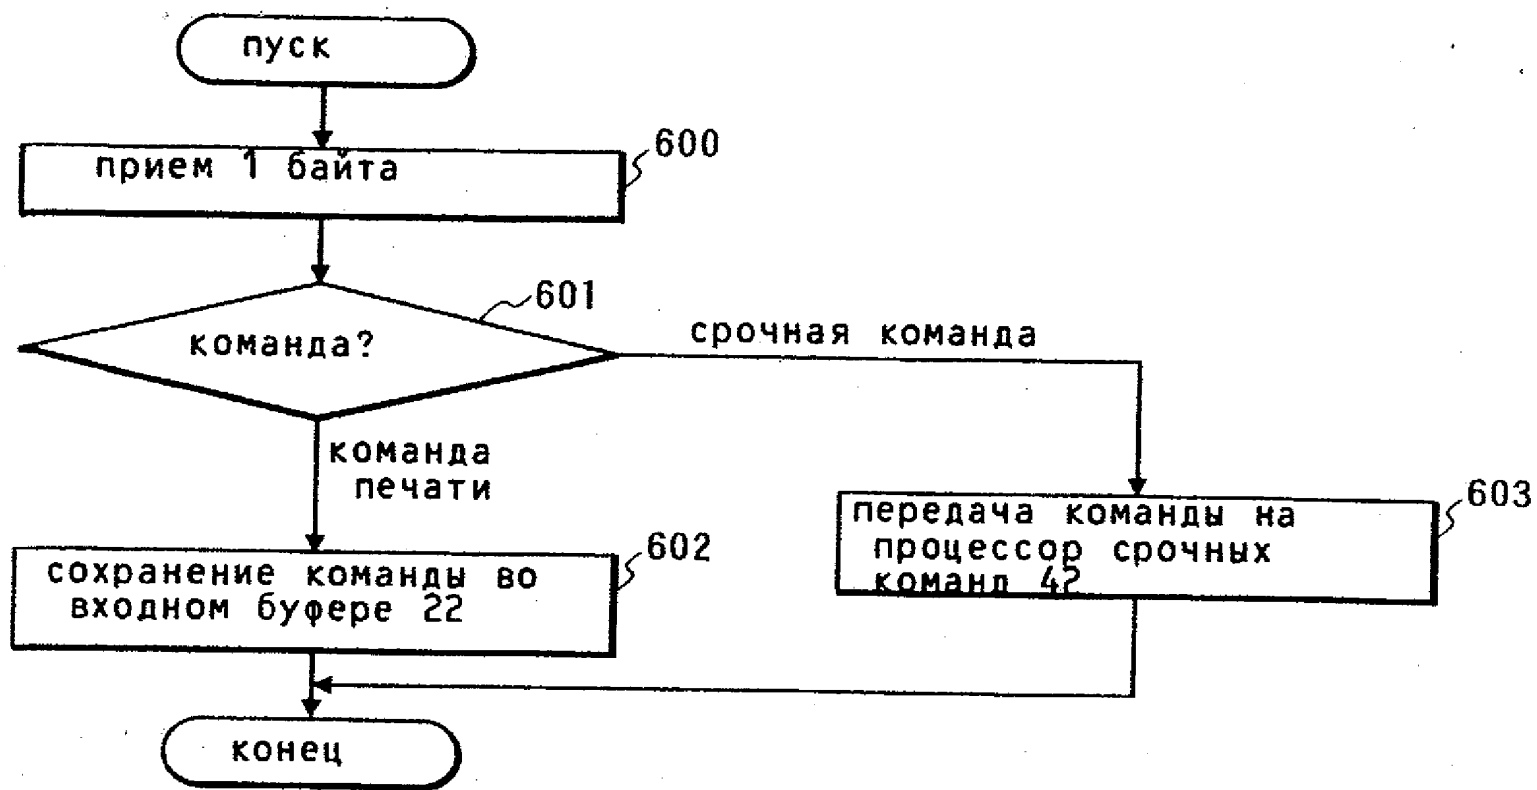 пуск
600
прием 1 байта
601
команда?
срочная команда
команда
печати
603
передача команды на
процессор срочных
команд 42
602
сохранение команды во
входном буфере 22
конец